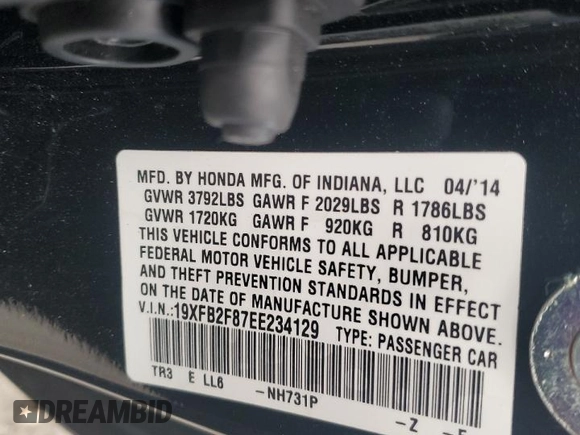 MFD. BY HONDA MFG. OF INDIANA, LLC 04/'14
GVWR 3792LBS GAWR F 2029LBS R 1786LBS
GVWR 1720KG GAWR F 920KG R 810KG
THIS VEHICLE CONFORMS TO ALL APPLICABLE
FEDERAL MOTOR VEHICLE SAFETY, BUMPER,
AND THEFT PREVENTION STANDARDS IN EFFECT
ON THE DATE OF MANUFACTURE SHOWN ABOVE.
V.I.N.:19XFB2F87EE234129 TYPE: PASSENGER CAR
TR3 E LL6 -NH731P -Z -E
DREAMBID